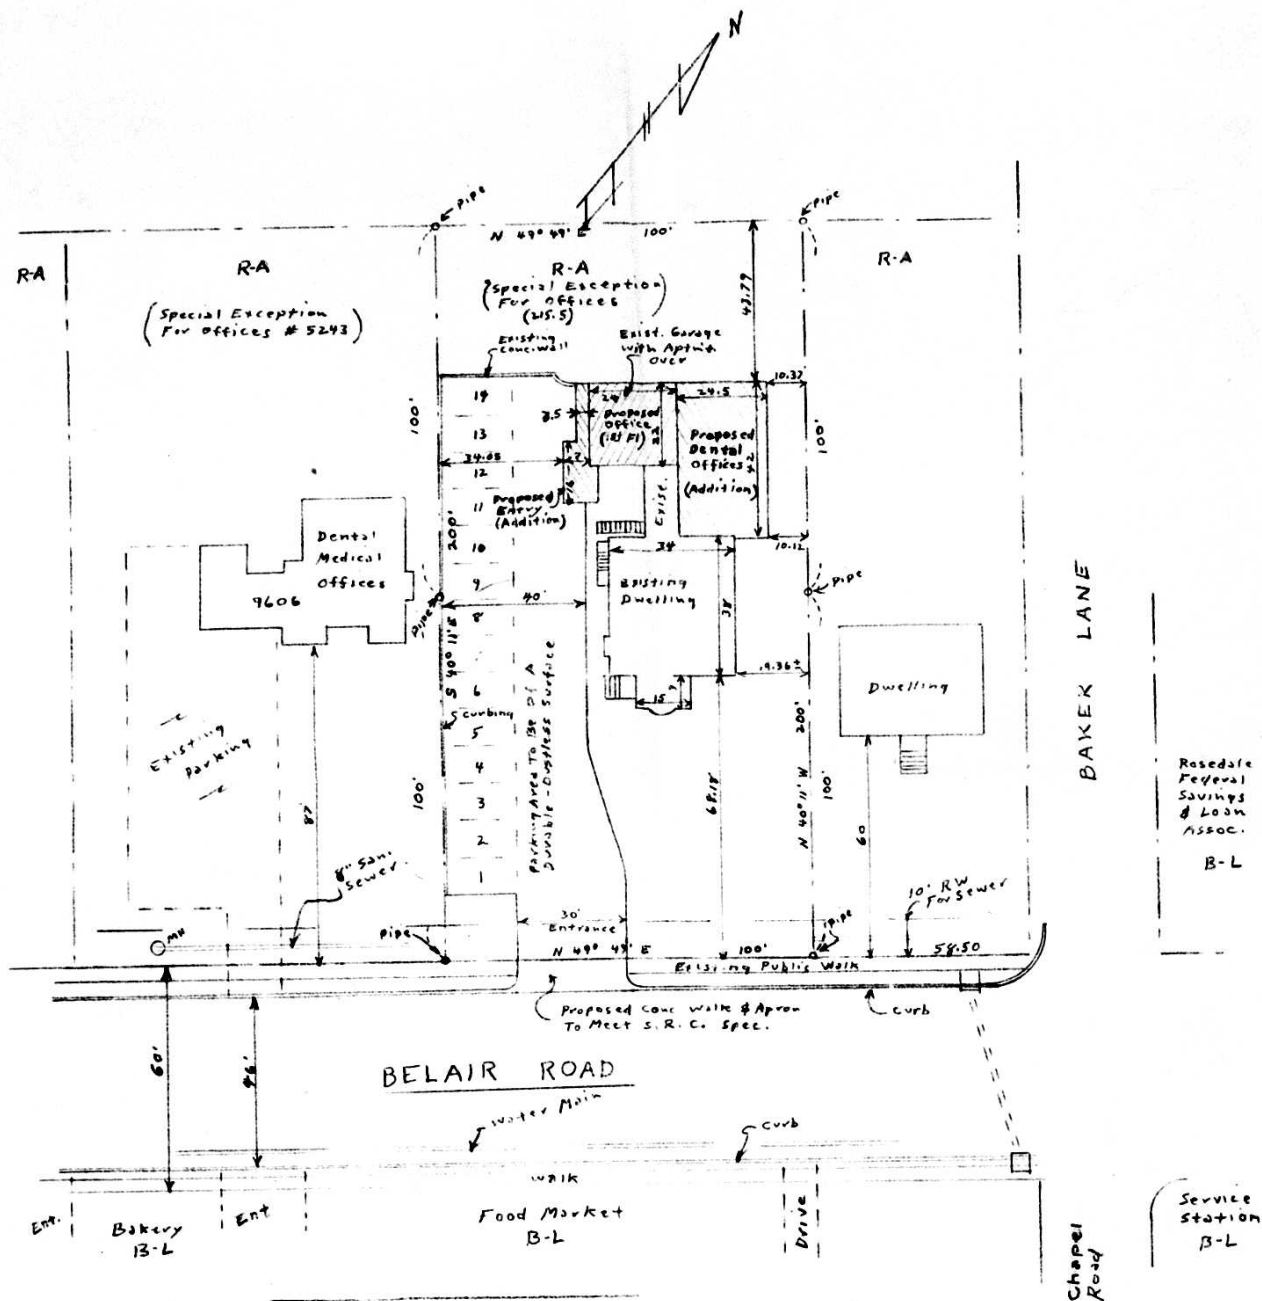 N
Pipe
Pipe
N 49° 49' E
100'
R-A
R-A
R-A
R-A
(Special Exception
For Offices # 5243)
(Special Exception
For Offices
(215.5)
43.79
Existing
Conc. Wall
Exist. Garage
with Aptmt.
Over
10.37
14
24
24.5
3.5
Proposed
Office
(1st Fl)
22
13
100'
100'
Proposed
Dental
Offices
(Addition)
42
34.05
7
12
16
11
Proposed
Entry
(Addition)
Exist.
200'
Dental
Medical
Offices
9606
10
34
10.12
9
Existing
Dwelling
38
Pipe
Pipe
40'
8
S 40° 11' E
19.36±
Dwelling
6
15
7
Curbing
5
Parking Area To Be Of A
Durable-Dustless Surface
Existing
Parking
4
3
2
1
100'
87'
68.18
N 40° 11' W
200'
100'
60
BAKER LANE
Rosedale
Federal
Savings
& Loan
Assoc.
B-L
8" San.
Sewer
10' RW
For Sewer
MH
Pipe
30'
Entrance
N 49° 49' E
100'
Pipe
58.50
Existing Public Walk
Proposed Conc Walk & Apron
To Meet S.R.C. Spec.
Curb
60'
46'
BELAIR ROAD
Water Main
Curb
Walk
Ent.
Bakery
B-L
Ent
Food Market
B-L
Drive
Chapel
Road
Service
Station
B-L